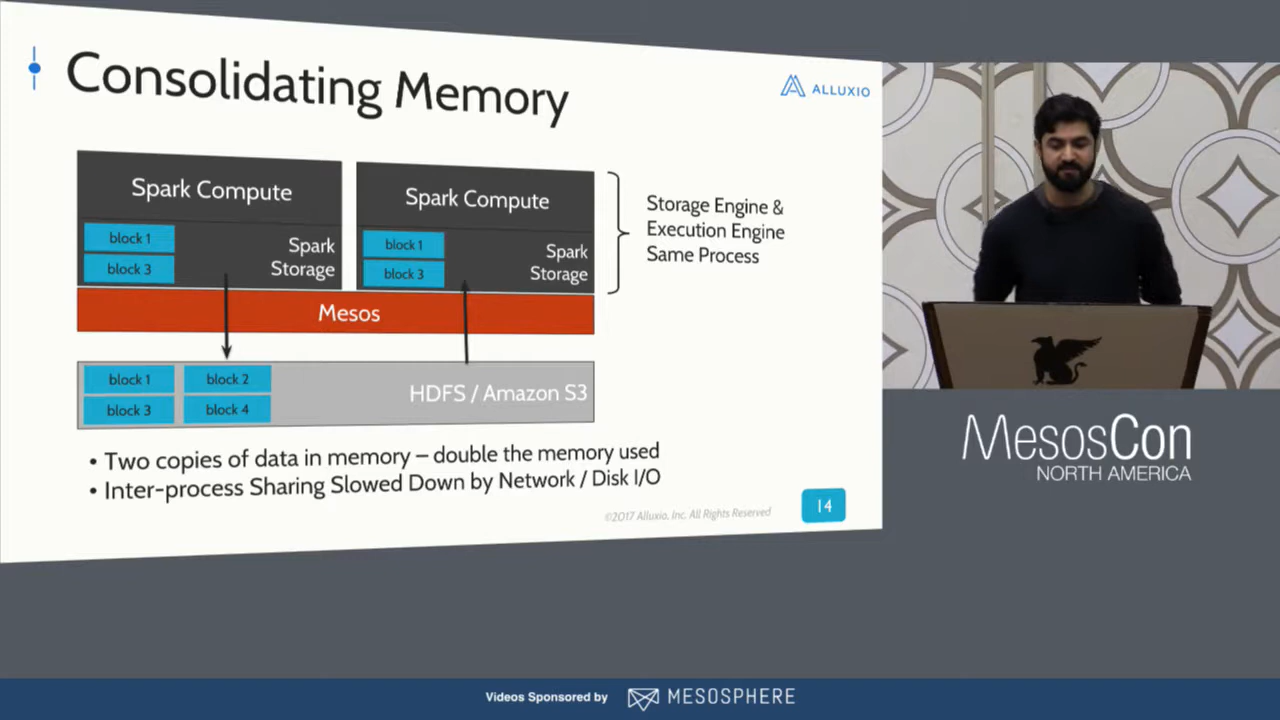 Consolidating Memory
ALLUXIO
Spark Compute
block 1
block 3
Spark
Storage
Spark Compute
block 1
block 3
Spark
Storage
Storage Engine &
Execution Engine
Same Process
Mesos
block 1
block 2
block 3
block 4
HDFS / Amazon S3
• Two copies of data in memory – double the memory used
• Inter-process Sharing Slowed Down by Network / Disk I/O
©2017 Alluxio, Inc. All Rights Reserved
14
MesosCon
NORTH AMERICA
Videos Sponsored by MESOSPHERE